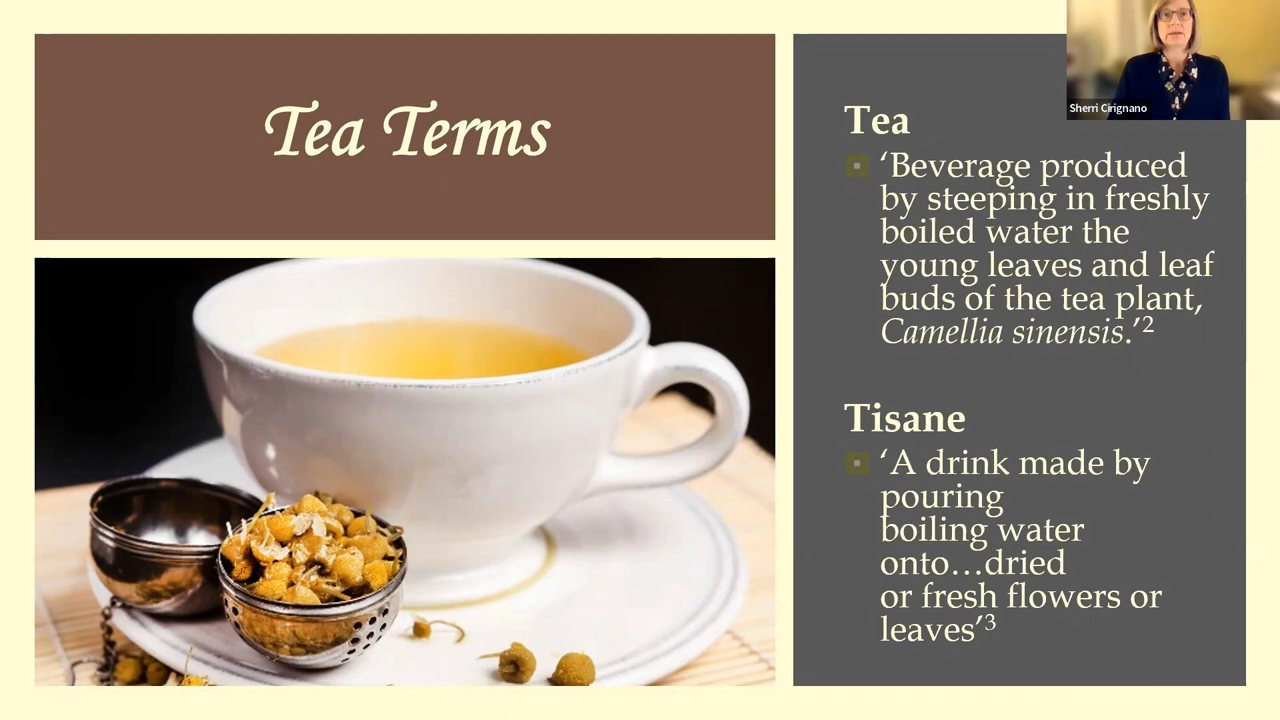 Tea Terms
Sherri Cirignano
Tea
‘Beverage produced
by steeping in freshly
boiled water the
young leaves and leaf
buds of the tea plant,
Camellia sinensis.’²
Tisane
‘A drink made by
pouring
boiling water
onto…dried
or fresh flowers or
leaves’³